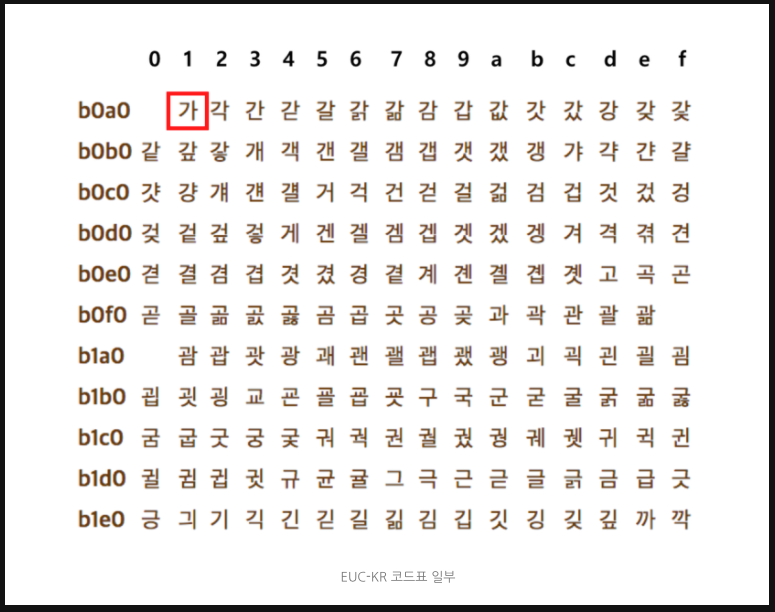 0 1 2 3 4 5 6 7 8 9 a b c d e f
b0a0 가 각 간 갇 갈 갉 갊 감 갑 값 갓 갔 강 갖 갗
b0b0 같 갚 갛 개 객 갠 갤 갬 갭 갯 갰 갱 갸 갹 갼 걀
b0c0 걋 걍 걔 걘 걜 거 걱 건 걷 걸 걺 검 겁 것 겄 겅
b0d0 겆 겉 겊 겋 게 겐 겔 겜 겝 겟 겠 겡 겨 격 겪 견
b0e0 겯 결 겸 겹 겻 겼 경 곁 계 곈 곌 곕 곗 고 곡 곤
b0f0 곧 골 곪 곬 곯 곰 곱 곳 공 곶 과 곽 관 괄 괆
b1a0 괌 괍 괏 광 괘 괜 괠 괩 괬 괭 괴 괵 괸 괼 굄
b1b0 굅 굇 굉 교 굔 굘 굡 굣 구 국 군 굳 굴 굵 굶 굻
b1c0 굼 굽 굿 궁 궂 궈 궉 권 궐 궜 궝 궤 궷 귀 귁 귄
b1d0 귈 귐 귑 귓 규 균 귤 그 극 근 귿 글 긁 금 급 긋
b1e0 긍 긔 기 긱 긴 긷 길 긺 김 깁 깃 깅 깆 깊 까 깍
EUC-KR 코드표 일부